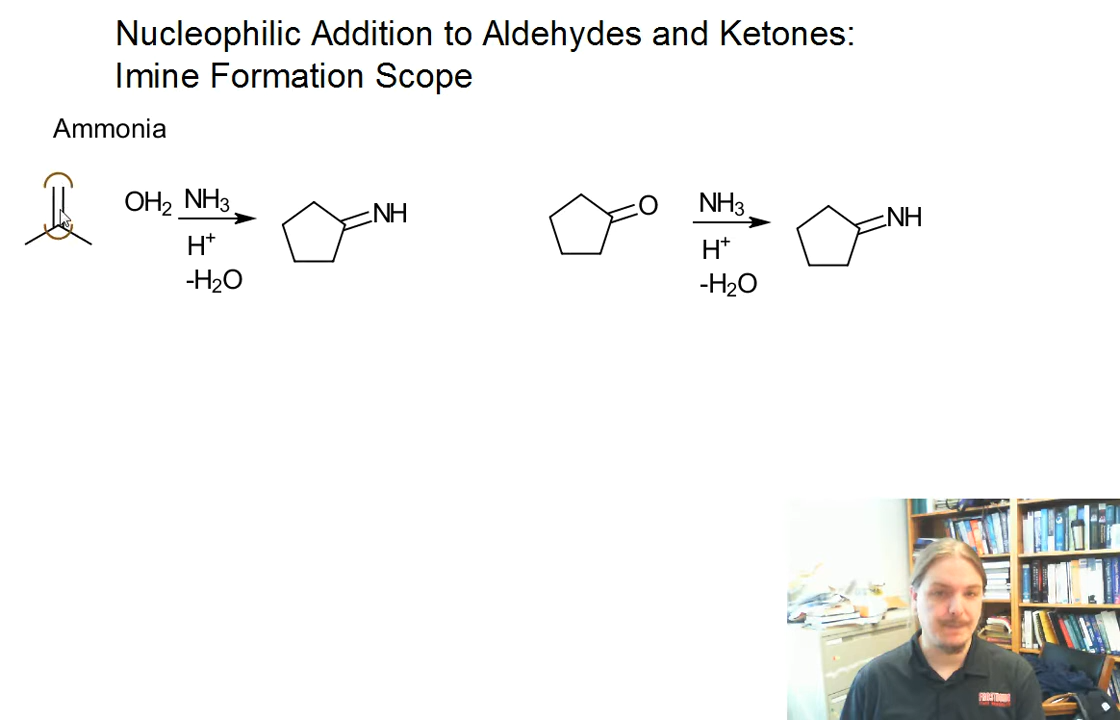 Nucleophilic Addition to Aldehydes and Ketones:
Imine Formation Scope
Ammonia
OH₂ NH₃
H⁺
-H₂O
NH
O
NH₃
H⁺
-H₂O
NH